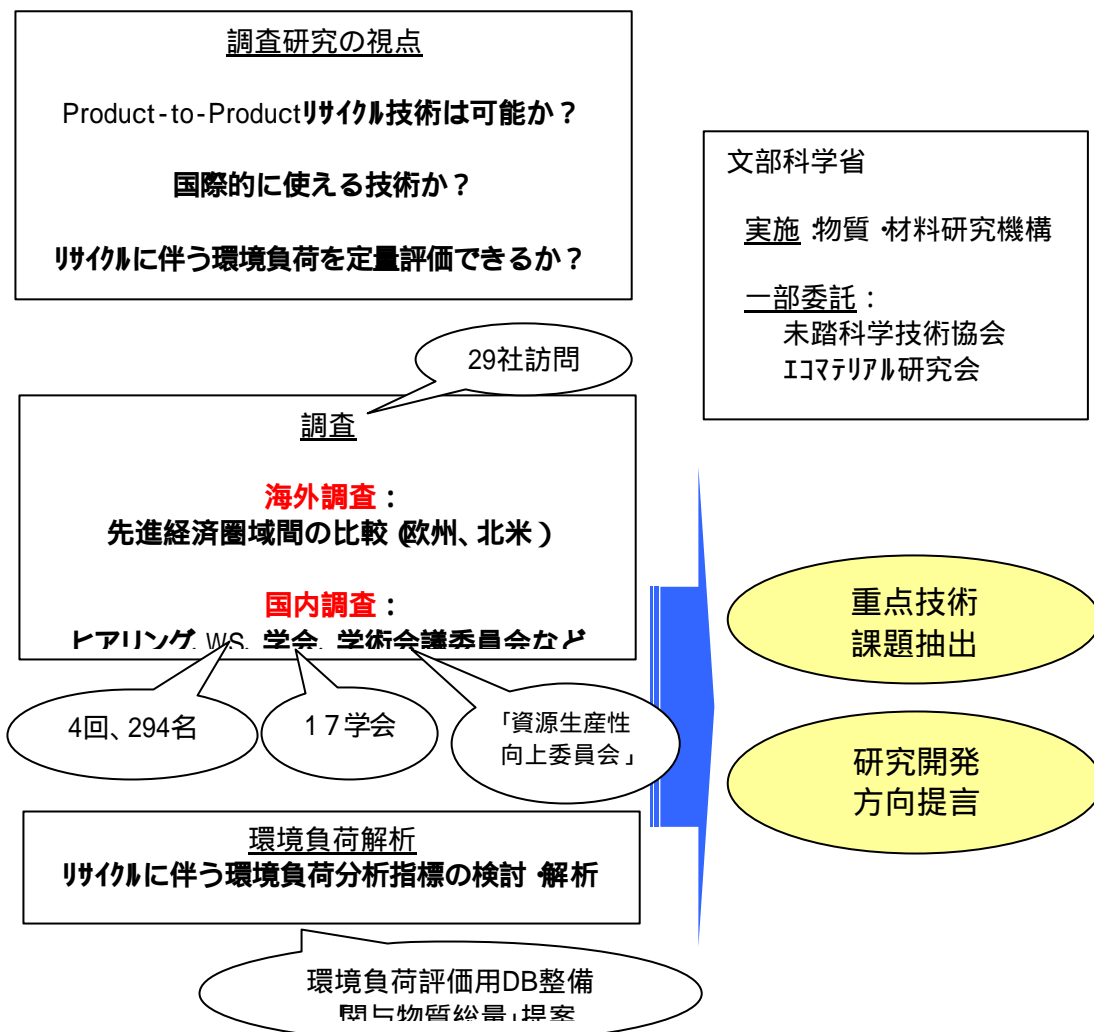 調査研究の視点
Product-to-Productリサイクル技術は可能か？
国際的に使える技術か？
リサイクルに伴う環境負荷を定量評価できるか？
文部科学省
実施：物質・材料研究機構
一部委託：
未踏科学技術協会
エコマテリアル研究会
29社訪問
調査
海外調査：
先進経済圏域間の比較（欧州、北米）
国内調査：
ヒアリング、WS、学会、学術会議委員会など
4回、294名
１７学会
「資源生産性
向上委員会」
重点技術
課題抽出
研究開発
方向提言
環境負荷解析
リサイクルに伴う環境負荷分析指標の検討・解析
環境負荷評価用DB整備
「関与物質総量」提案